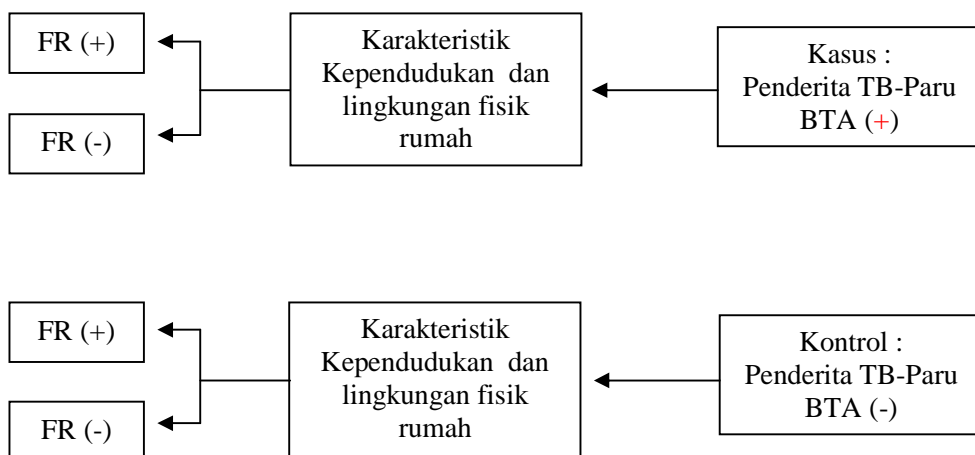 FR (+)
FR (-)
Karakteristik
Kependudukan dan
lingkungan fisik
rumah
Kasus :
Penderita TB-Paru
BTA (+)
FR (+)
FR (-)
Karakteristik
Kependudukan dan
lingkungan fisik
rumah
Kontrol :
Penderita TB-Paru
BTA (-)